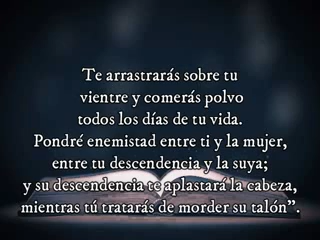 Te arrastrarás sobre tu
vientre y comerás polvo
todos los días de tu vida.
Pondré enemistad entre ti y la mujer,
entre tu descendencia y la suya;
y su descendencia te aplastará la cabeza,
mientras tú tratarás de morder su talón”.